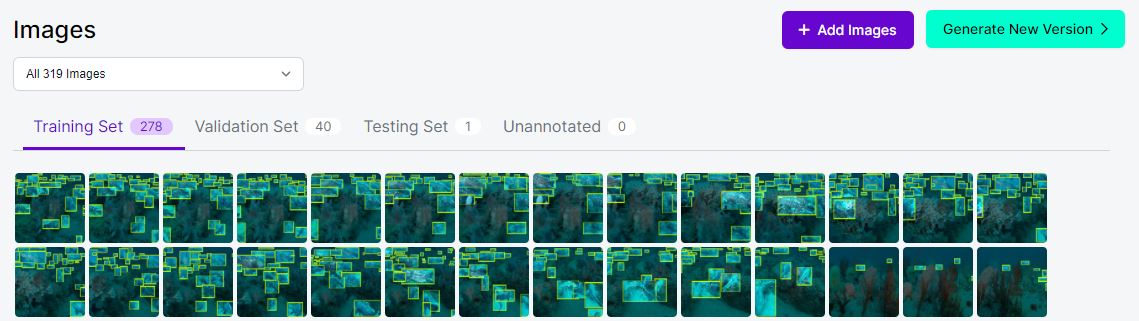 Images
+ Add Images
Generate New Version >
All 319 Images
Training Set 278
Validation Set 40
Testing Set 1
Unannotated 0